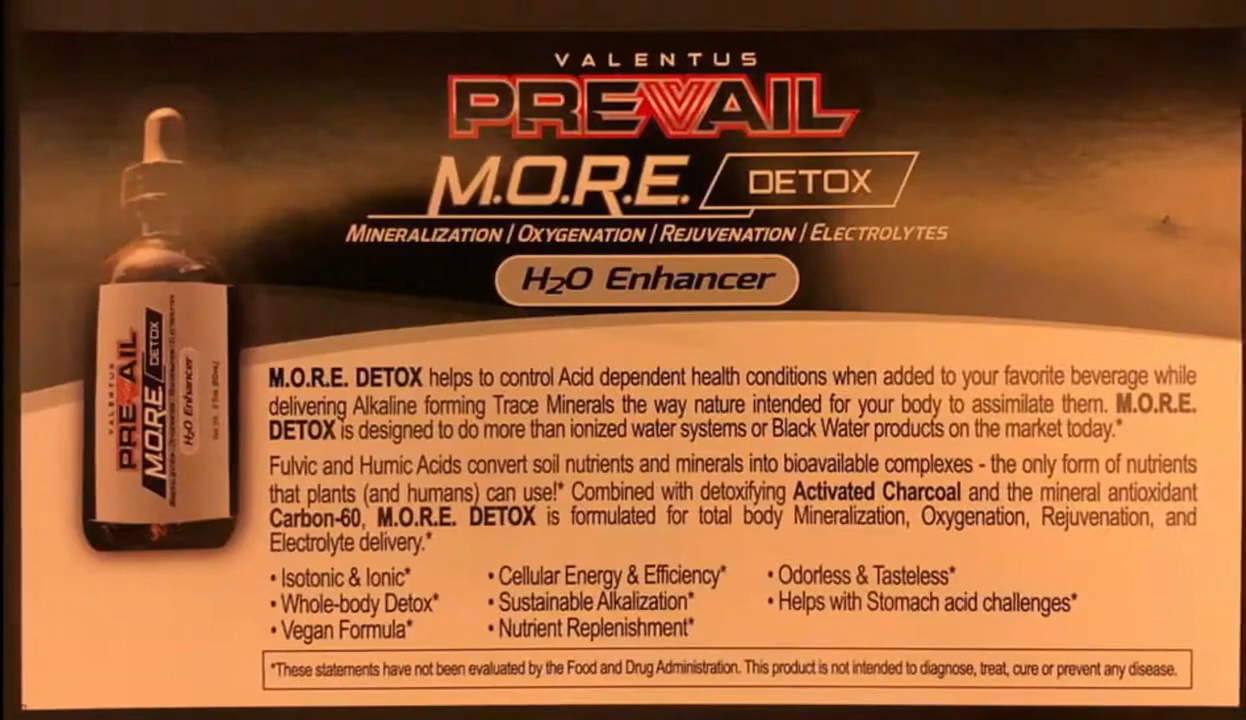 VALENTUS
PREVAIL
M.O.R.E. DETOX
MINERALIZATION / OXYGENATION / REJUVENATION / ELECTROLYTES
H2O Enhancer
M.O.R.E. DETOX helps to control Acid dependent health conditions when added to your favorite beverage while
delivering Alkaline forming Trace Minerals the way nature intended for your body to assimilate them. M.O.R.E.
DETOX is designed to do more than ionized water systems or Black Water products on the market today.*
Fulvic and Humic Acids convert soil nutrients and minerals into bioavailable complexes - the only form of nutrients
that plants (and humans) can use!* Combined with detoxifying Activated Charcoal and the mineral antioxidant
Carbon-60, M.O.R.E. DETOX is formulated for total body Mineralization, Oxygenation, Rejuvenation, and
Electrolyte delivery.*
• Isotonic & Ionic*
• Whole-body Detox*
• Vegan Formula*
• Cellular Energy & Efficiency*
• Sustainable Alkalization*
• Nutrient Replenishment*
• Odorless & Tasteless*
• Helps with Stomach acid challenges*
*These statements have not been evaluated by the Food and Drug Administration. This product is not intended to diagnose, treat, cure or prevent any disease.
VALENTUS
PREVAIL
M.O.R.E. DETOX
H2O Enhancer